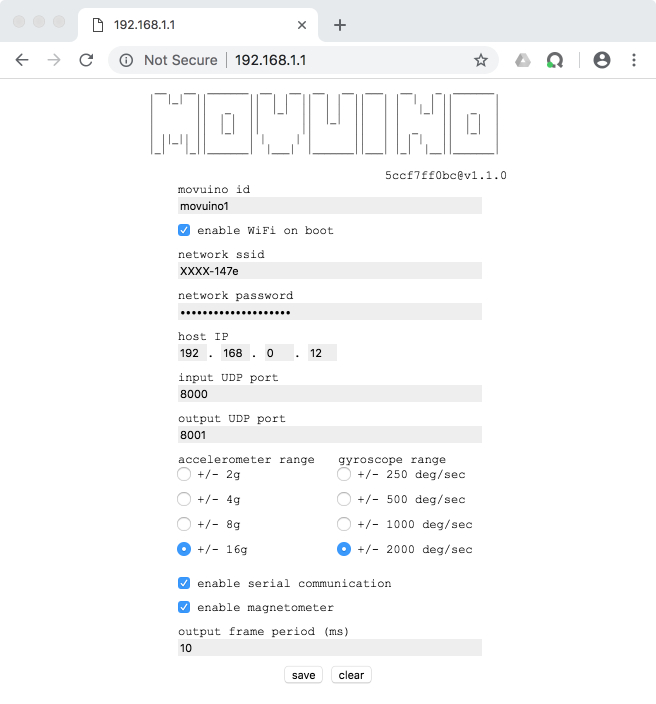 192.168.1.1
Not Secure | 192.168.1.1
MOVUINO
5ccf7ff0bc@v1.1.0
movuino id
movuino1
enable WiFi on boot
network ssid
XXXX-147e
network password
••••••••••••••••••••
host IP
192 . 168 . 0 . 12
input UDP port
8000
output UDP port
8001
accelerometer range gyroscope range
+/- 2g +/- 250 deg/sec
+/- 4g +/- 500 deg/sec
+/- 8g +/- 1000 deg/sec
+/- 16g +/- 2000 deg/sec
enable serial communication
enable magnetometer
output frame period (ms)
10
save clear